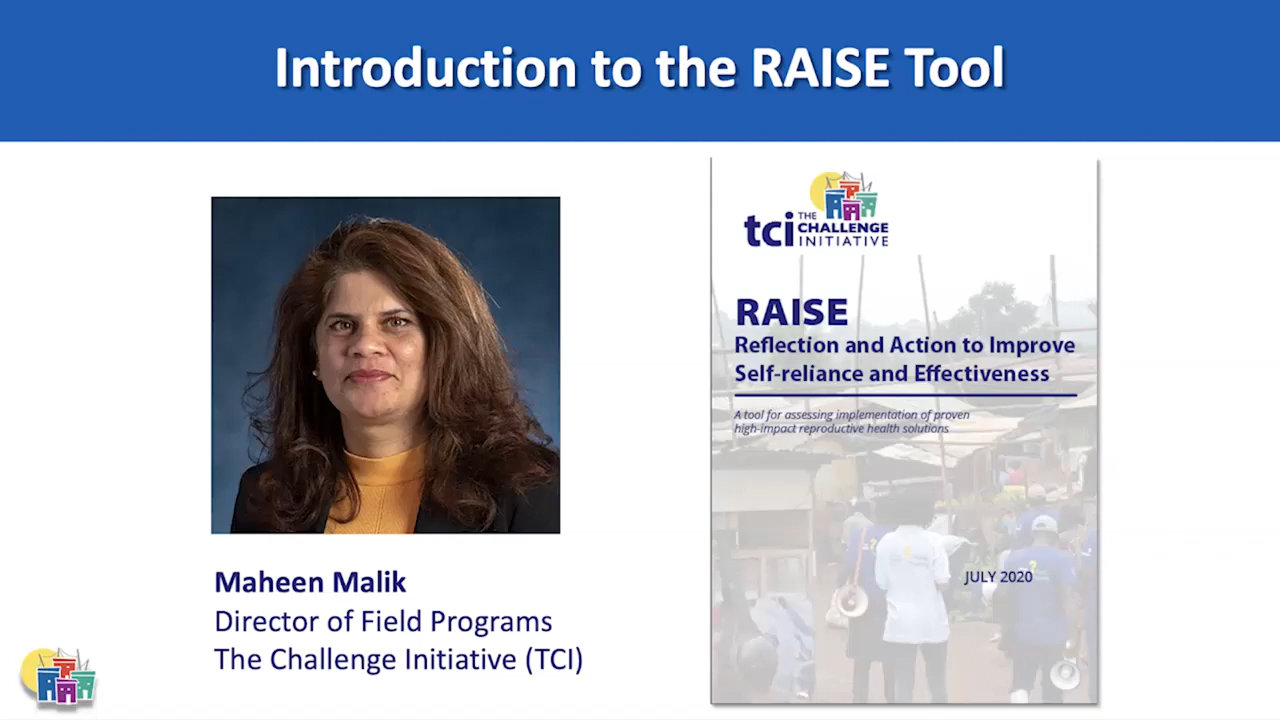 Introduction to the RAISE Tool
Maheen Malik
Director of Field Programs
The Challenge Initiative (TCI)
tci THE
CHALLENGE
INITIATIVE
RAISE
Reflection and Action to Improve
Self-reliance and Effectiveness
A tool for assessing implementation of proven
high-impact reproductive health solutions
JULY 2020